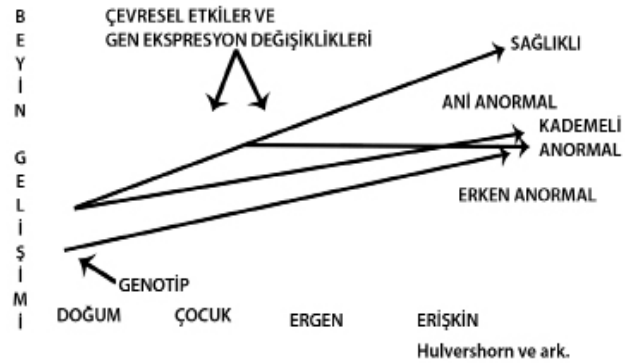 BEYİN GELİŞİMİ
ÇEVRESEL ETKİLER VE
GEN EKSPRESYON DEĞİŞİKLİKLERİ
SAĞLIKLI
ANİ ANORMAL
KADEMELİ
ANORMAL
ERKEN ANORMAL
GENOTİP
DOĞUM ÇOCUK ERGEN ERİŞKİN
Hulvershorn ve ark.